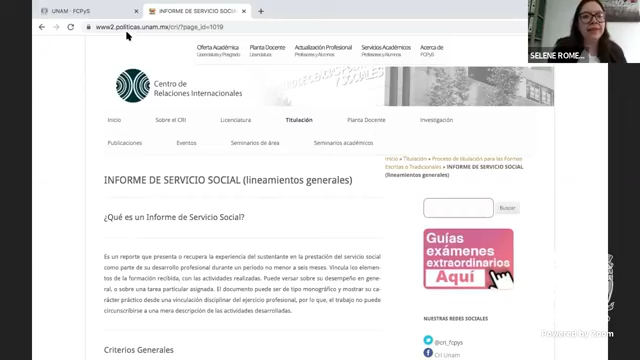 UNAM · FCPyS
INFORME DE SERVICIO SOCIAL
www2.politicas.unam.mx/cri/?page_id=1019
SELENE ROME...
Oferta Académica
Licenciatura y Posgrado
Planta Docente
Licenciatura
Actualización Profesional
Profesores y Alumnos
Servicios Académicos
Profesores y Alumnos
Acerca de
FCPyS
Centro de
Relaciones Internacionales
Inicio
Sobre el CRI
Licenciatura
Titulación
Planta Docente
Investigación
Publicaciones
Eventos
Seminarios de área
Seminarios académicos
Inicio » Titulación » Proceso de titulación para las Formas
Escritas o Tradicionales » INFORME DE SERVICIO SOCIAL
(lineamientos generales)
INFORME DE SERVICIO SOCIAL (lineamientos generales)
¿Qué es un Informe de Servicio Social?
Buscar
Es un reporte que presenta o recupera la experiencia del sustentante en la prestación del servicio social
como parte de su desarrollo profesional durante un período no menor a seis meses. Vincula los elemen-
tos de la formación recibida, con las actividades realizadas. Puede versar sobre su desempeño en gene-
ral, o sobre una tarea particular asignada. El documento puede ser de tipo monográfico y mostrar su ca-
rácter práctico desde una vinculación disciplinar del ejercicio profesional, por lo que, el trabajo no puede
circunscribirse a una mera descripción de las actividades desarrolladas.
Guías
exámenes
extraordinarios
Aquí
NUESTRAS REDES SOCIALES
@cri_fcpys
CrI Unam
Criterios Generales
Powered by Zoom